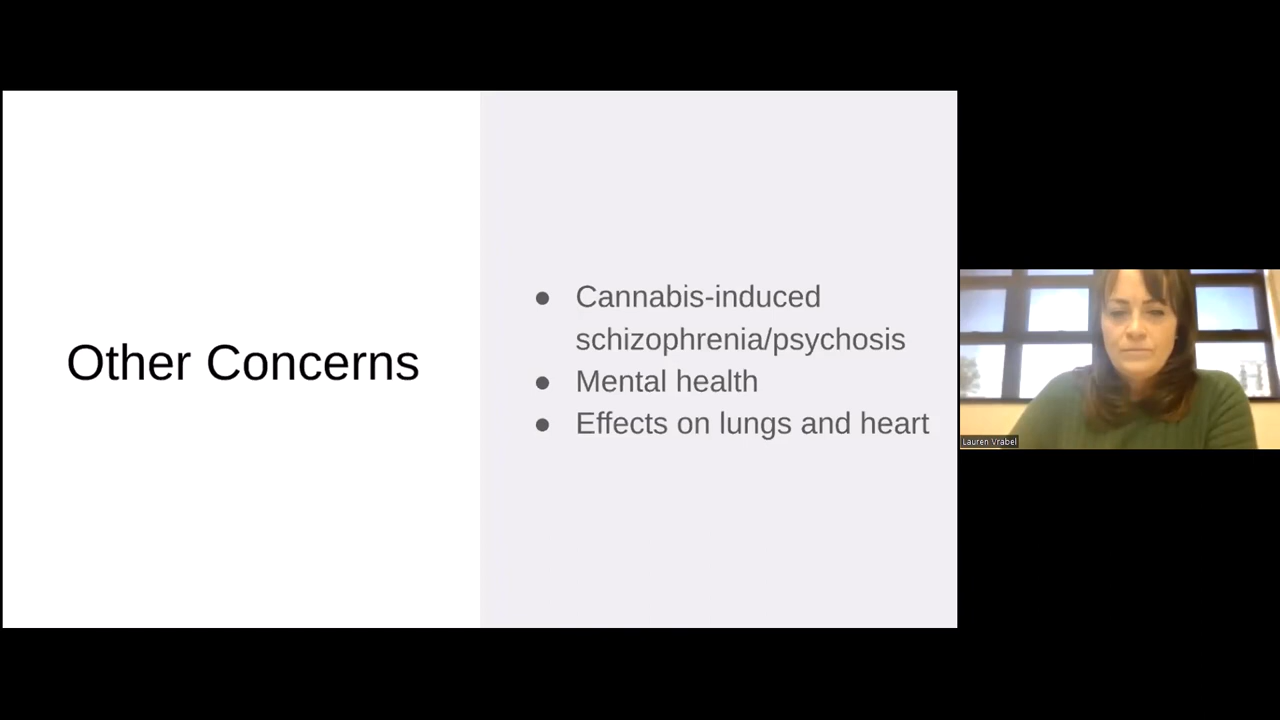 Other Concerns
● Cannabis-induced
schizophrenia/psychosis
● Mental health
● Effects on lungs and heart
Lauren Vrabel